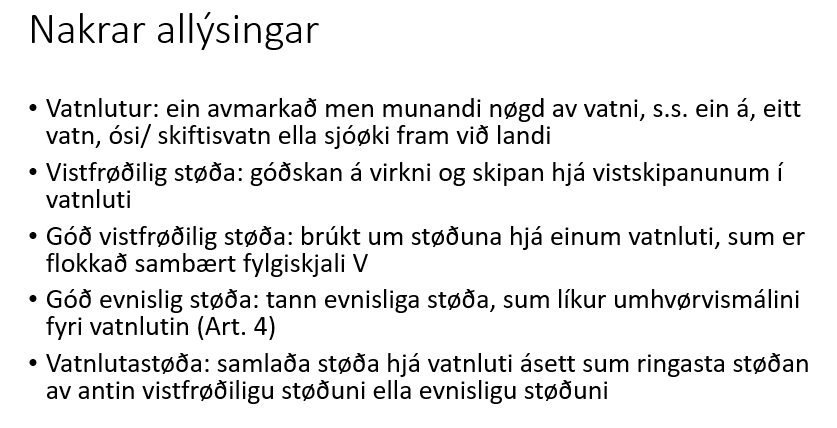 Nakrar allýsingar
• Vatnlutur: ein avmarkað men munandi nøgd av vatni, s.s. ein á, eitt
vatn, ósi/ skiftisvatn ella sjóøki fram við landi
• Vistfrøðilig støða: góðskan á virkni og skipan hjá vistskipanunum í
vatnluti
• Góð vistfrøðilig støða: brúkt um støðuna hjá einum vatnluti, sum er
flokkað sambært fylgiskjali V
• Góð evnislig støða: tann evnisliga støða, sum líkur umhvørvismálini
fyri vatnlutin (Art. 4)
• Vatnlutastøða: samlaða støða hjá vatnluti ásett sum ringasta støðan
av antin vistfrøðiligu støðuni ella evnisligu støðuni